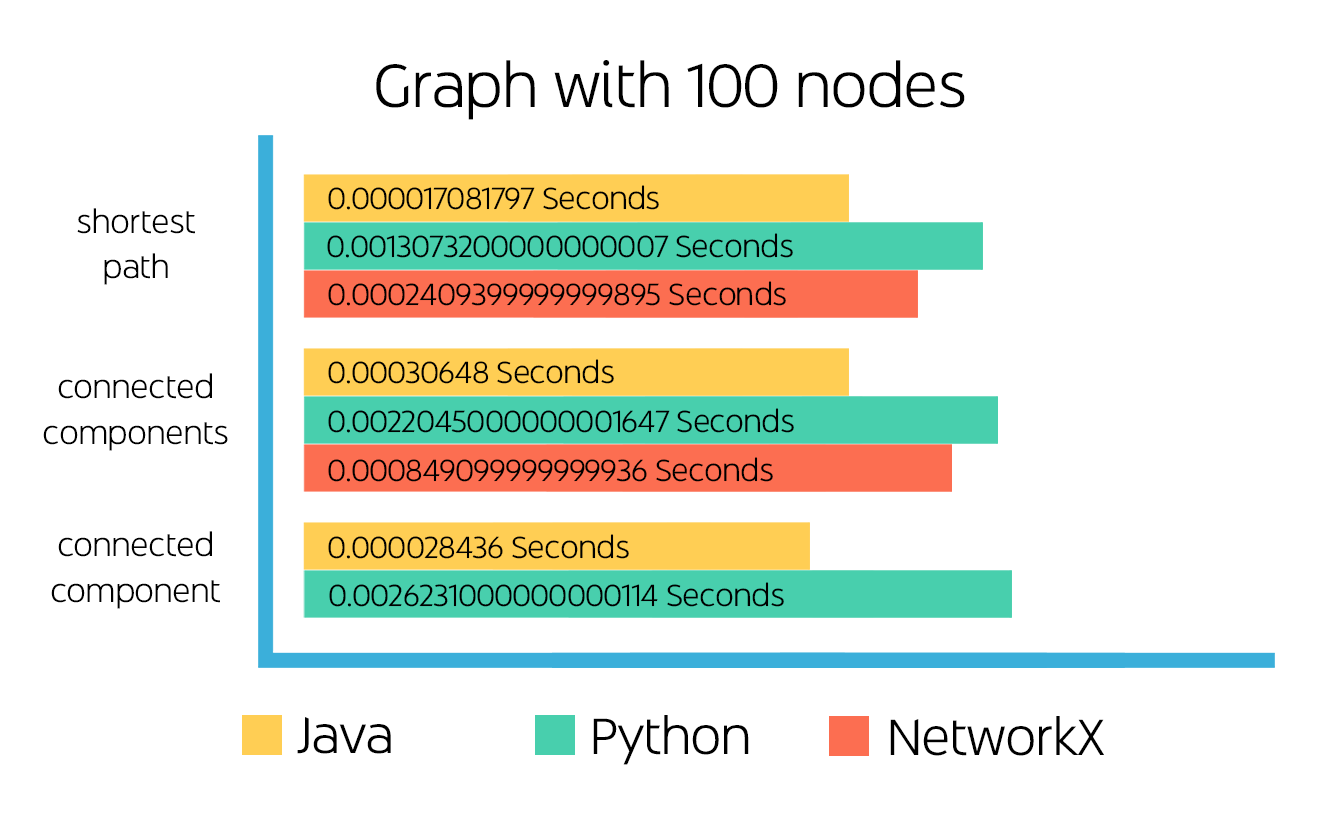 Graph with 100 nodes
shortest
path
0.000017081797 Seconds
0.0013073200000000007 Seconds
0.0002409399999999895 Seconds
connected
components
0.00030648 Seconds
0.0022045000000001647 Seconds
0.000849099999999936 Seconds
connected
component
0.000028436 Seconds
0.0026231000000000114 Seconds
Java
Python
NetworkX